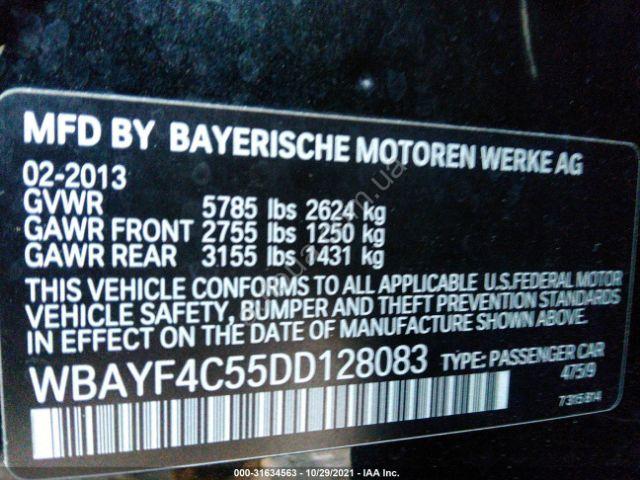 MFD BY BAYERISCHE MOTOREN WERKE AG
02-2013
GVWR 5785 lbs 2624 kg
GAWR FRONT 2755 lbs 1250 kg
GAWR REAR 3155 lbs 1431 kg
THIS VEHICLE CONFORMS TO ALL APPLICABLE U.S.FEDERAL MOTOR
VEHICLE SAFETY, BUMPER AND THEFT PREVENTION STANDARDS
IN EFFECT ON THE DATE OF MANUFACTURE SHOWN ABOVE.
WBAYF4C55DD128083 TYPE: PASSENGER CAR
475/9
7 315 814
000-31634563 - 10/29/2021 - IAA Inc.